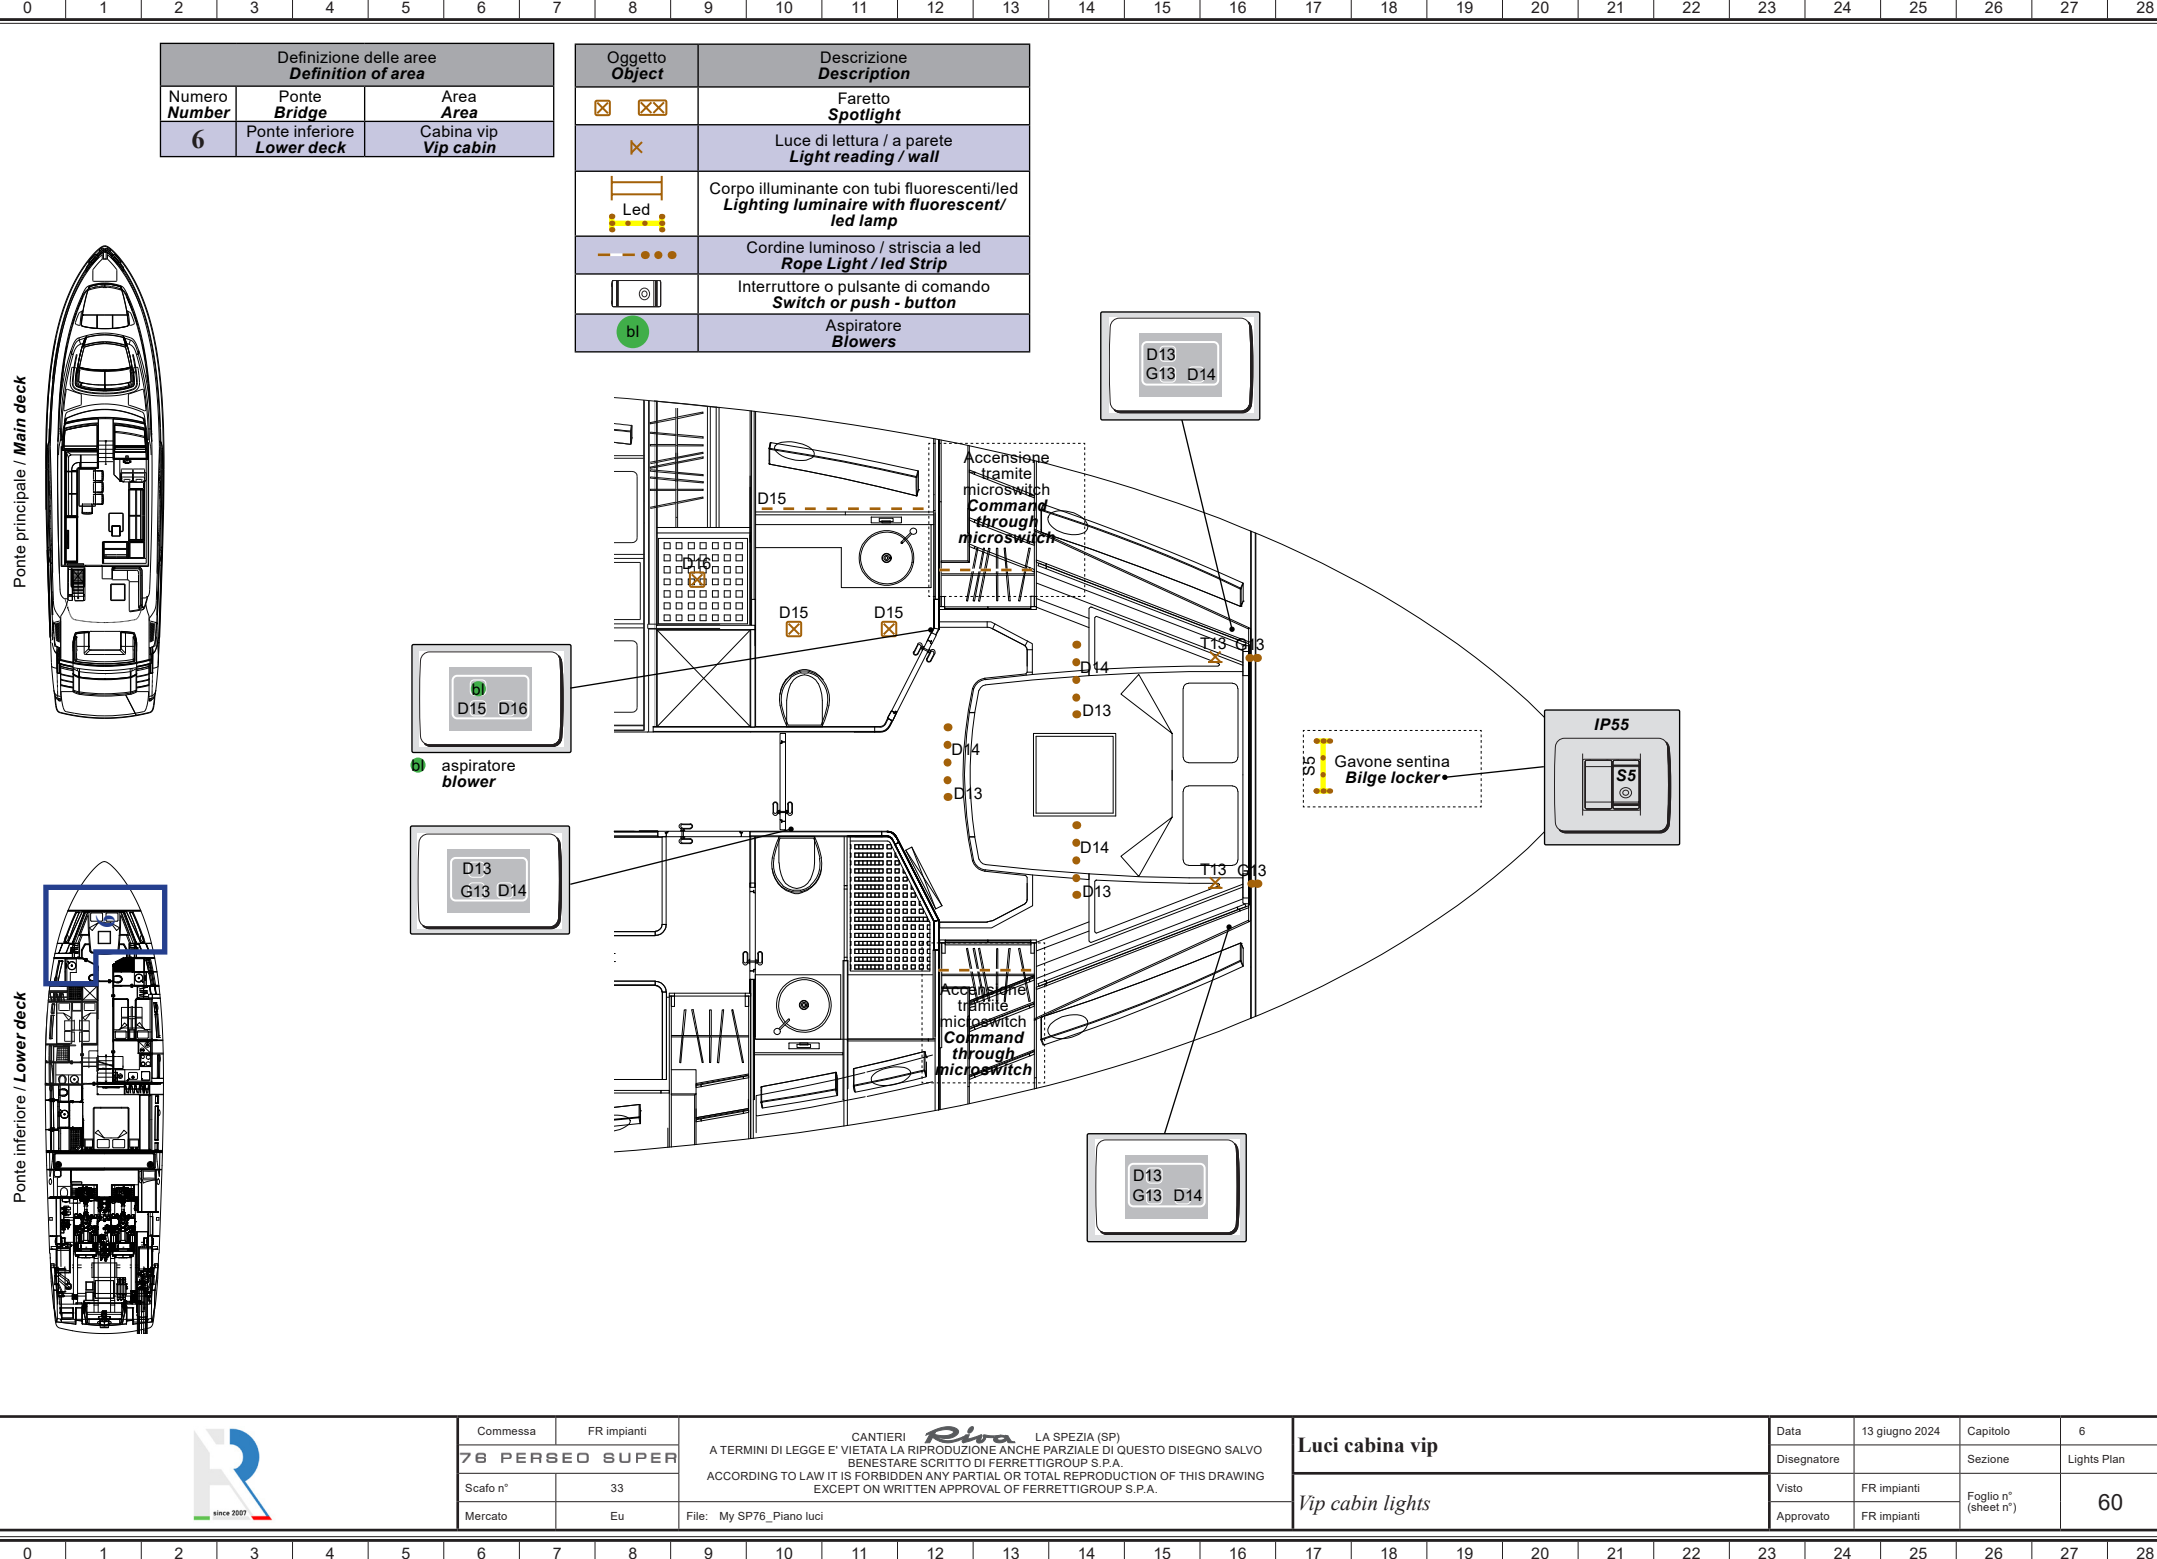 0 1 2 3 4 5 6 7 8 9 10 11 12 13 14 15 16 17 18 19 20 21 22 23 24 25 26 27 28
Definizione delle aree
Definition of area
Numero
Number
Ponte
Bridge
Area
Area
6
Ponte inferiore
Lower deck
Cabina vip
Vip cabin
Oggetto
Object
Descrizione
Description
Faretto
Spotlight
Luce di lettura / a parete
Light reading / wall
Led
Corpo illuminante con tubi fluorescenti/led
Lighting luminaire with fluorescent/
led lamp
Cordine luminoso / striscia a led
Rope Light / led Strip
Interruttore o pulsante di comando
Switch or push - button
bl
Aspiratore
Blowers
Ponte principale / Main deck
Ponte inferiore / Lower deck
D13
G13 D14
Accensione
tramite
microswitch
Command
through
microswitch
D15
D16
D15 D15
T13 G13
D14
D13
D14
D13
D14
D13
T13 G13
bl
D15 D16
bl aspiratore
blower
D13
G13 D14
S5
Gavone sentina
Bilge locker
IP55
S5
Accensione
tramite
microswitch
Command
through
microswitch
D13
G13 D14
since 2007
Commessa FR impianti
76 PERSEO SUPER
Scafo n° 33
Mercato Eu
CANTIERI Riva LA SPEZIA (SP)
A TERMINI DI LEGGE E' VIETATA LA RIPRODUZIONE ANCHE PARZIALE DI QUESTO DISEGNO SALVO
BENESTARE SCRITTO DI FERRETTIGROUP S.P.A.
ACCORDING TO LAW IT IS FORBIDDEN ANY PARTIAL OR TOTAL REPRODUCTION OF THIS DRAWING
EXCEPT ON WRITTEN APPROVAL OF FERRETTIGROUP S.P.A.
File: My SP76_Piano luci
Luci cabina vip
Vip cabin lights
Data 13 giugno 2024 Capitolo 6
Disegnatore Sezione Lights Plan
Visto FR impianti
Foglio n°
(sheet n°)
60
Approvato FR impianti
0 1 2 3 4 5 6 7 8 9 10 11 12 13 14 15 16 17 18 19 20 21 22 23 24 25 26 27 28